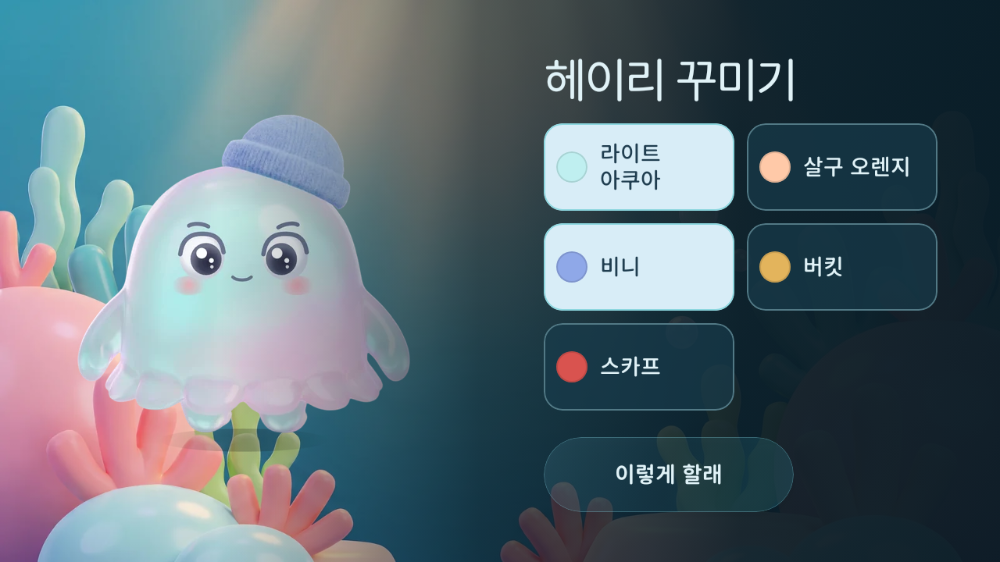 헤이리 꾸미기
라이트
아쿠아
살구 오렌지
비니
버킷
스카프
이렇게 할래